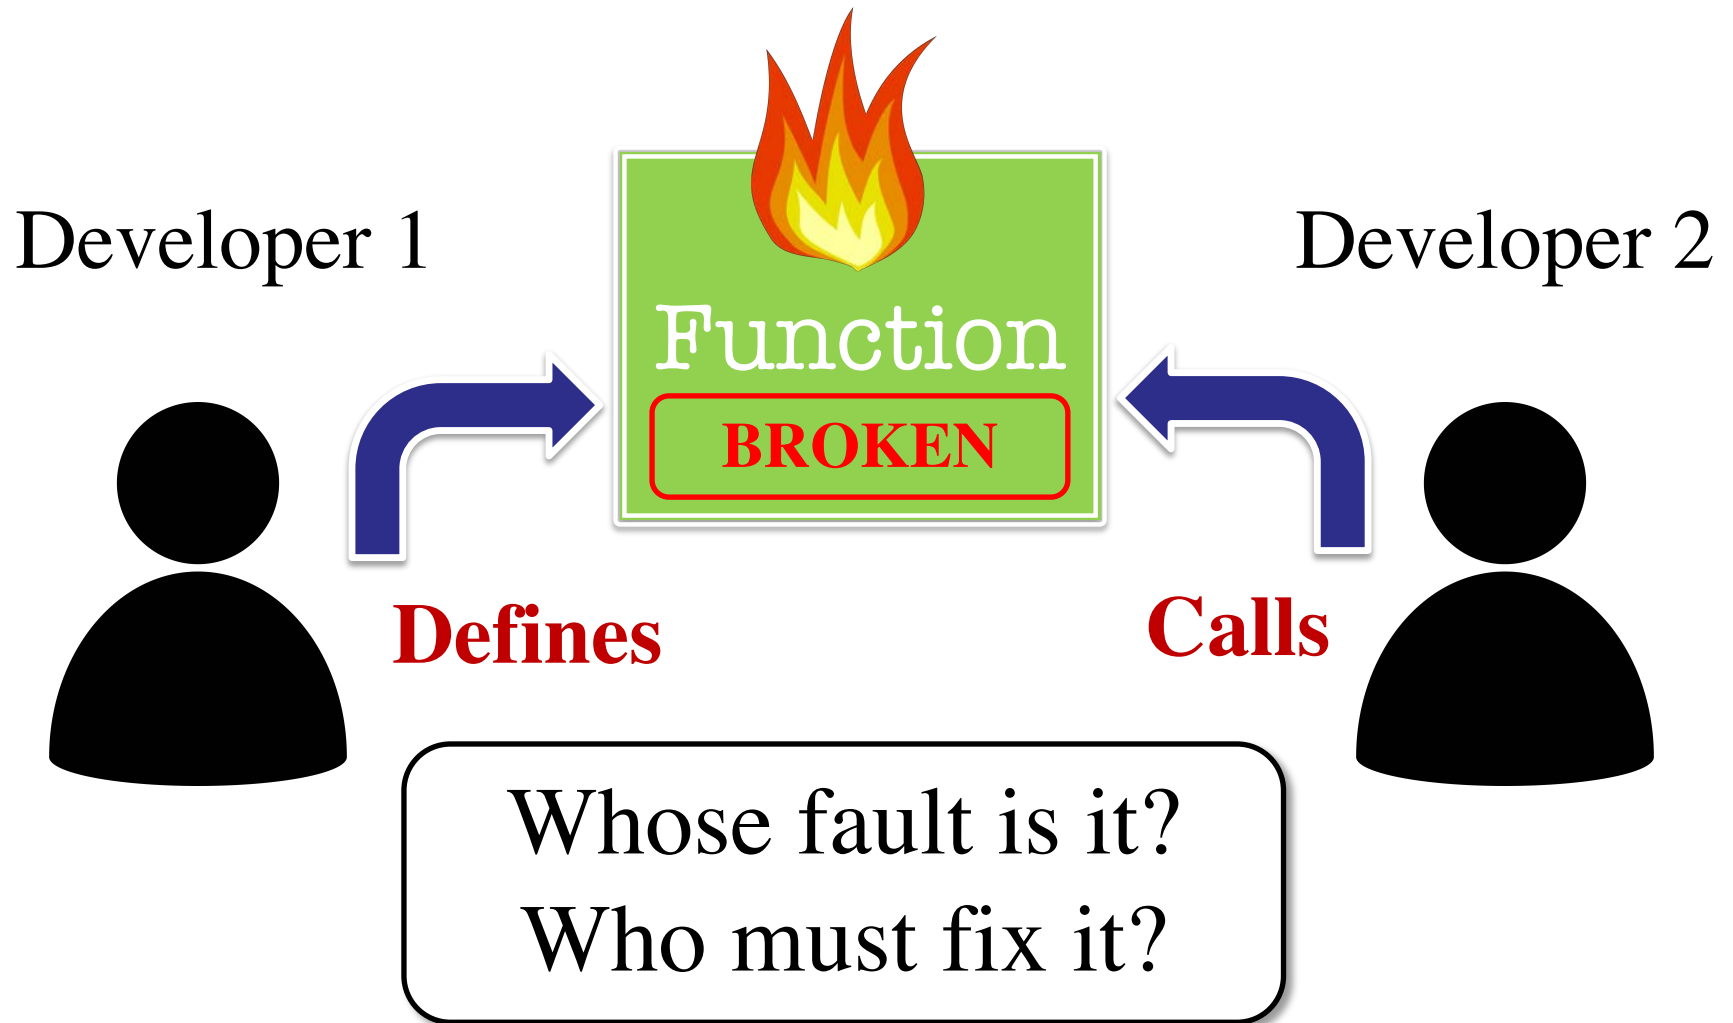 Developer 1
Developer 2
Function
BROKEN
Defines
Calls
Whose fault is it?
Who must fix it?